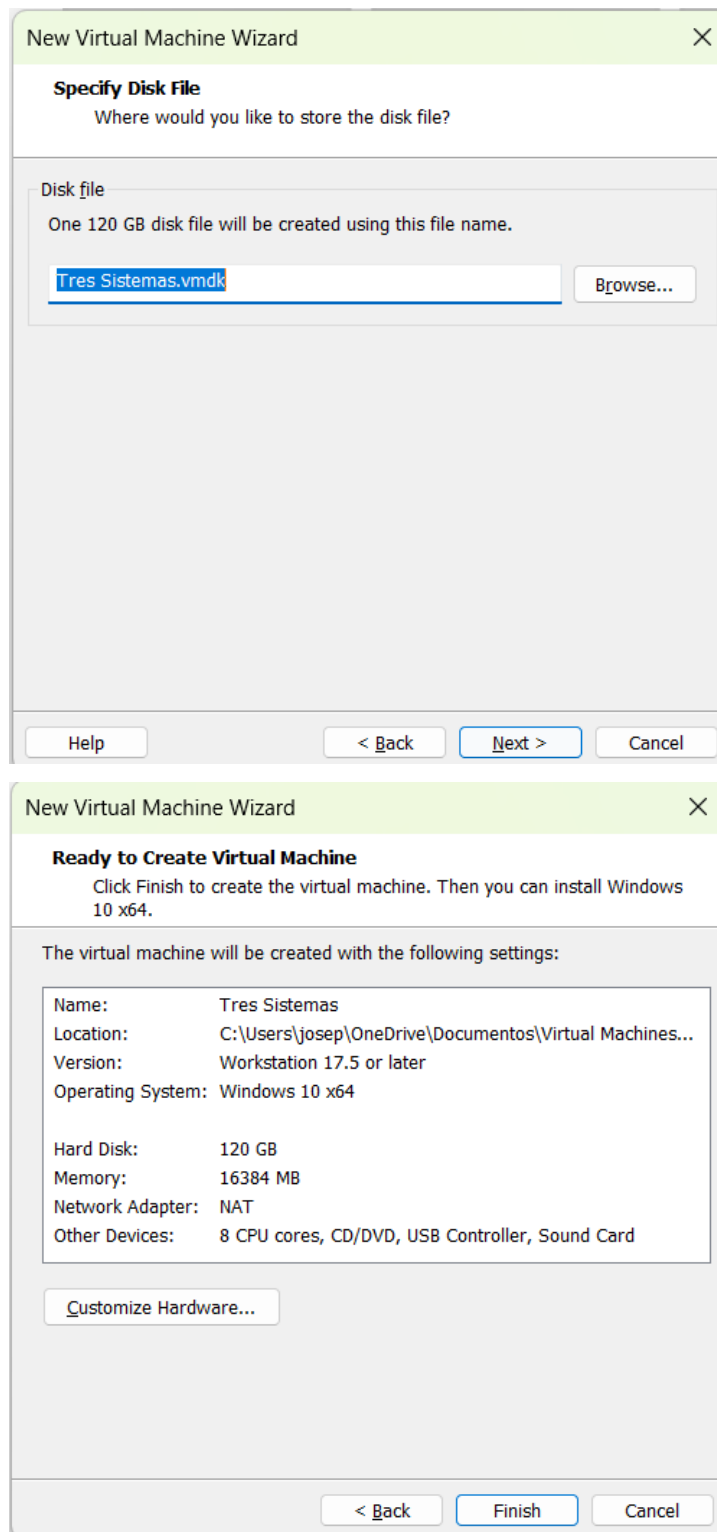 New Virtual Machine Wizard
Specify Disk File
Where would you like to store the disk file?
Disk file
One 120 GB disk file will be created using this file name.
Tres Sistemas.vmdk
Browse...
Help
< Back
Next >
Cancel
New Virtual Machine Wizard
Ready to Create Virtual Machine
Click Finish to create the virtual machine. Then you can install Windows
10 x64.
The virtual machine will be created with the following settings:
Name: Tres Sistemas
Location: C:\Users\josep\OneDrive\Documentos\Virtual Machines...
Version: Workstation 17.5 or later
Operating System: Windows 10 x64
Hard Disk: 120 GB
Memory: 16384 MB
Network Adapter: NAT
Other Devices: 8 CPU cores, CD/DVD, USB Controller, Sound Card
Customize Hardware...
< Back
Finish
Cancel